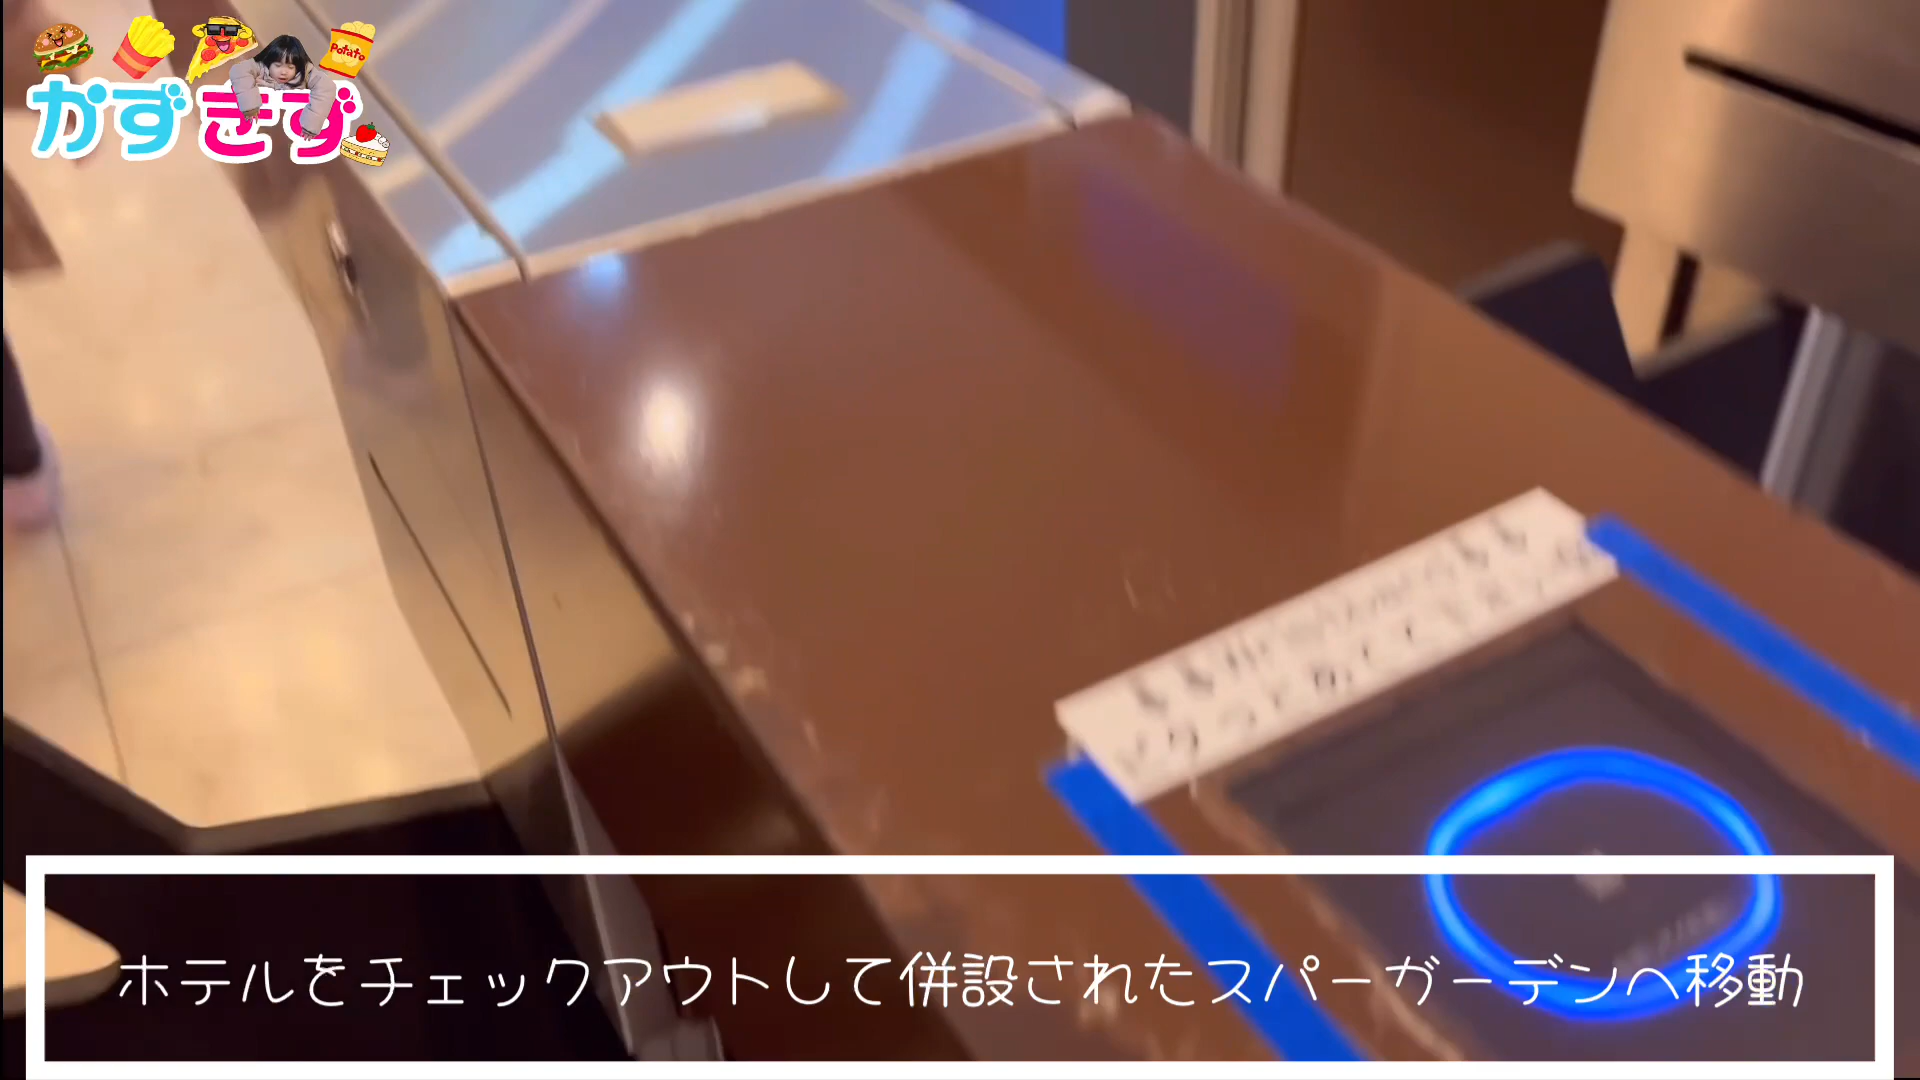 Potato
かずきず
ホテルをチェックアウトして併設されたスパーガーデンへ移動